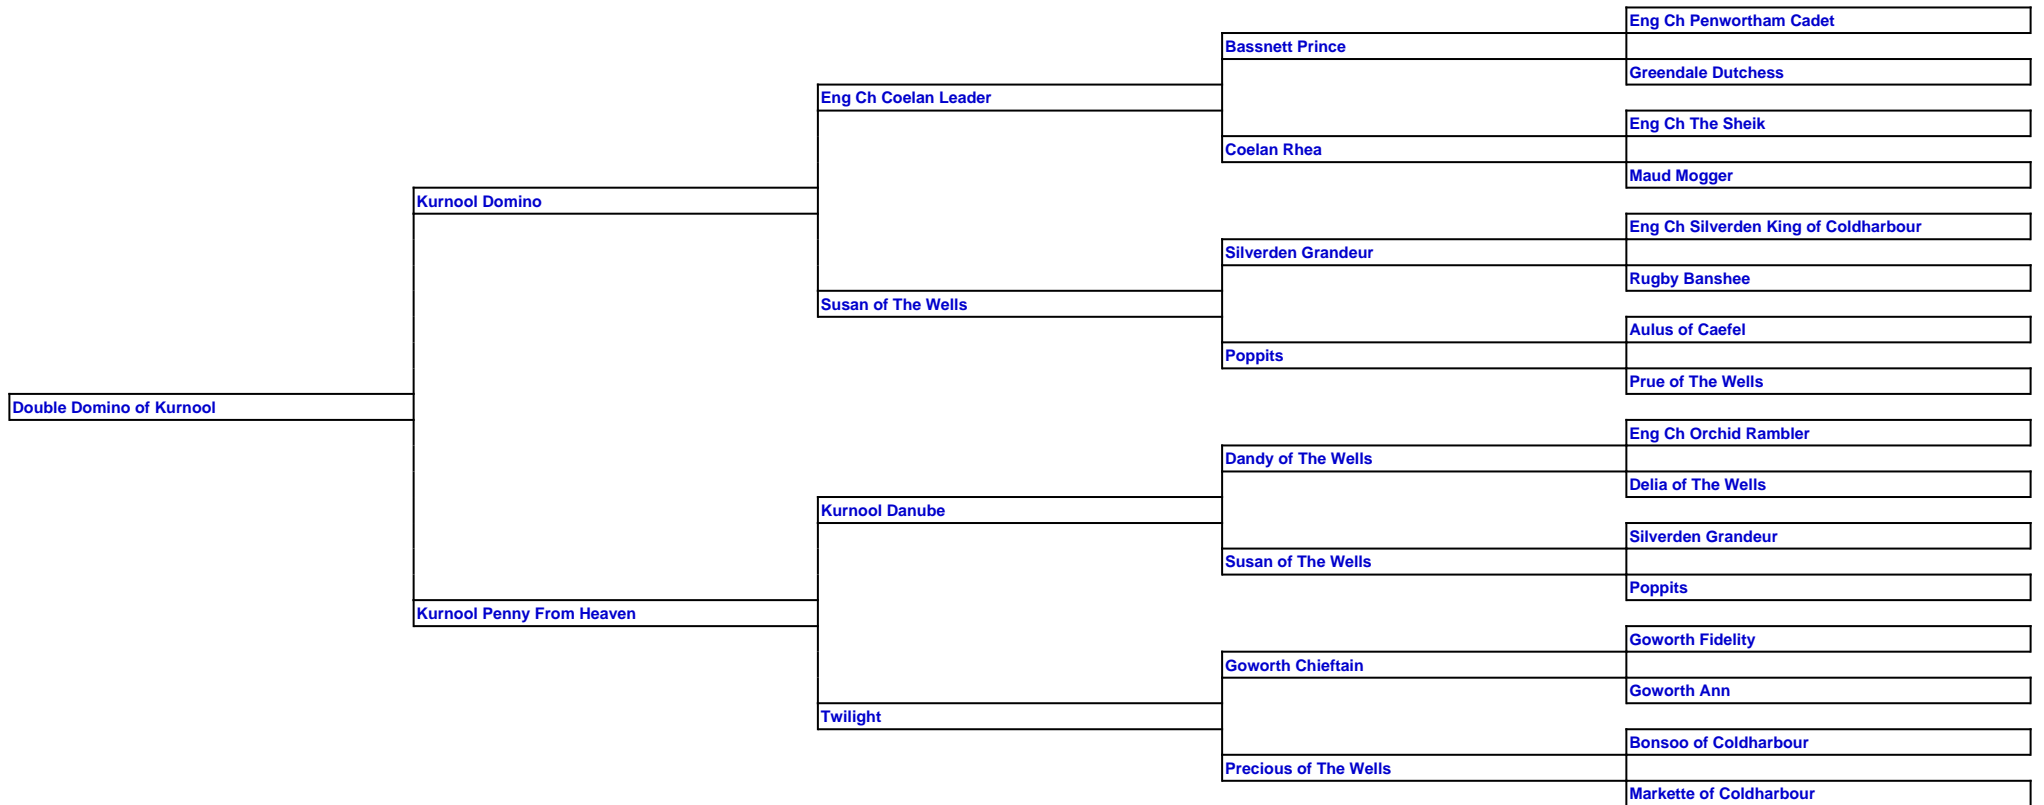 Eng Ch Penwortham Cadet
Bassnett Prince
Greendale Dutchess
Eng Ch Coelan Leader
Eng Ch The Sheik
Coelan Rhea
Maud Mogger
Kurnool Domino
Eng Ch Silverden King of Coldharbour
Silverden Grandeur
Rugby Banshee
Susan of The Wells
Aulus of Caefel
Poppits
Prue of The Wells
Double Domino of Kurnool
Eng Ch Orchid Rambler
Dandy of The Wells
Delia of The Wells
Kurnool Danube
Silverden Grandeur
Susan of The Wells
Poppits
Kurnool Penny From Heaven
Goworth Fidelity
Goworth Chieftain
Goworth Ann
Twilight
Bonsoo of Coldharbour
Precious of The Wells
Markette of Coldharbour